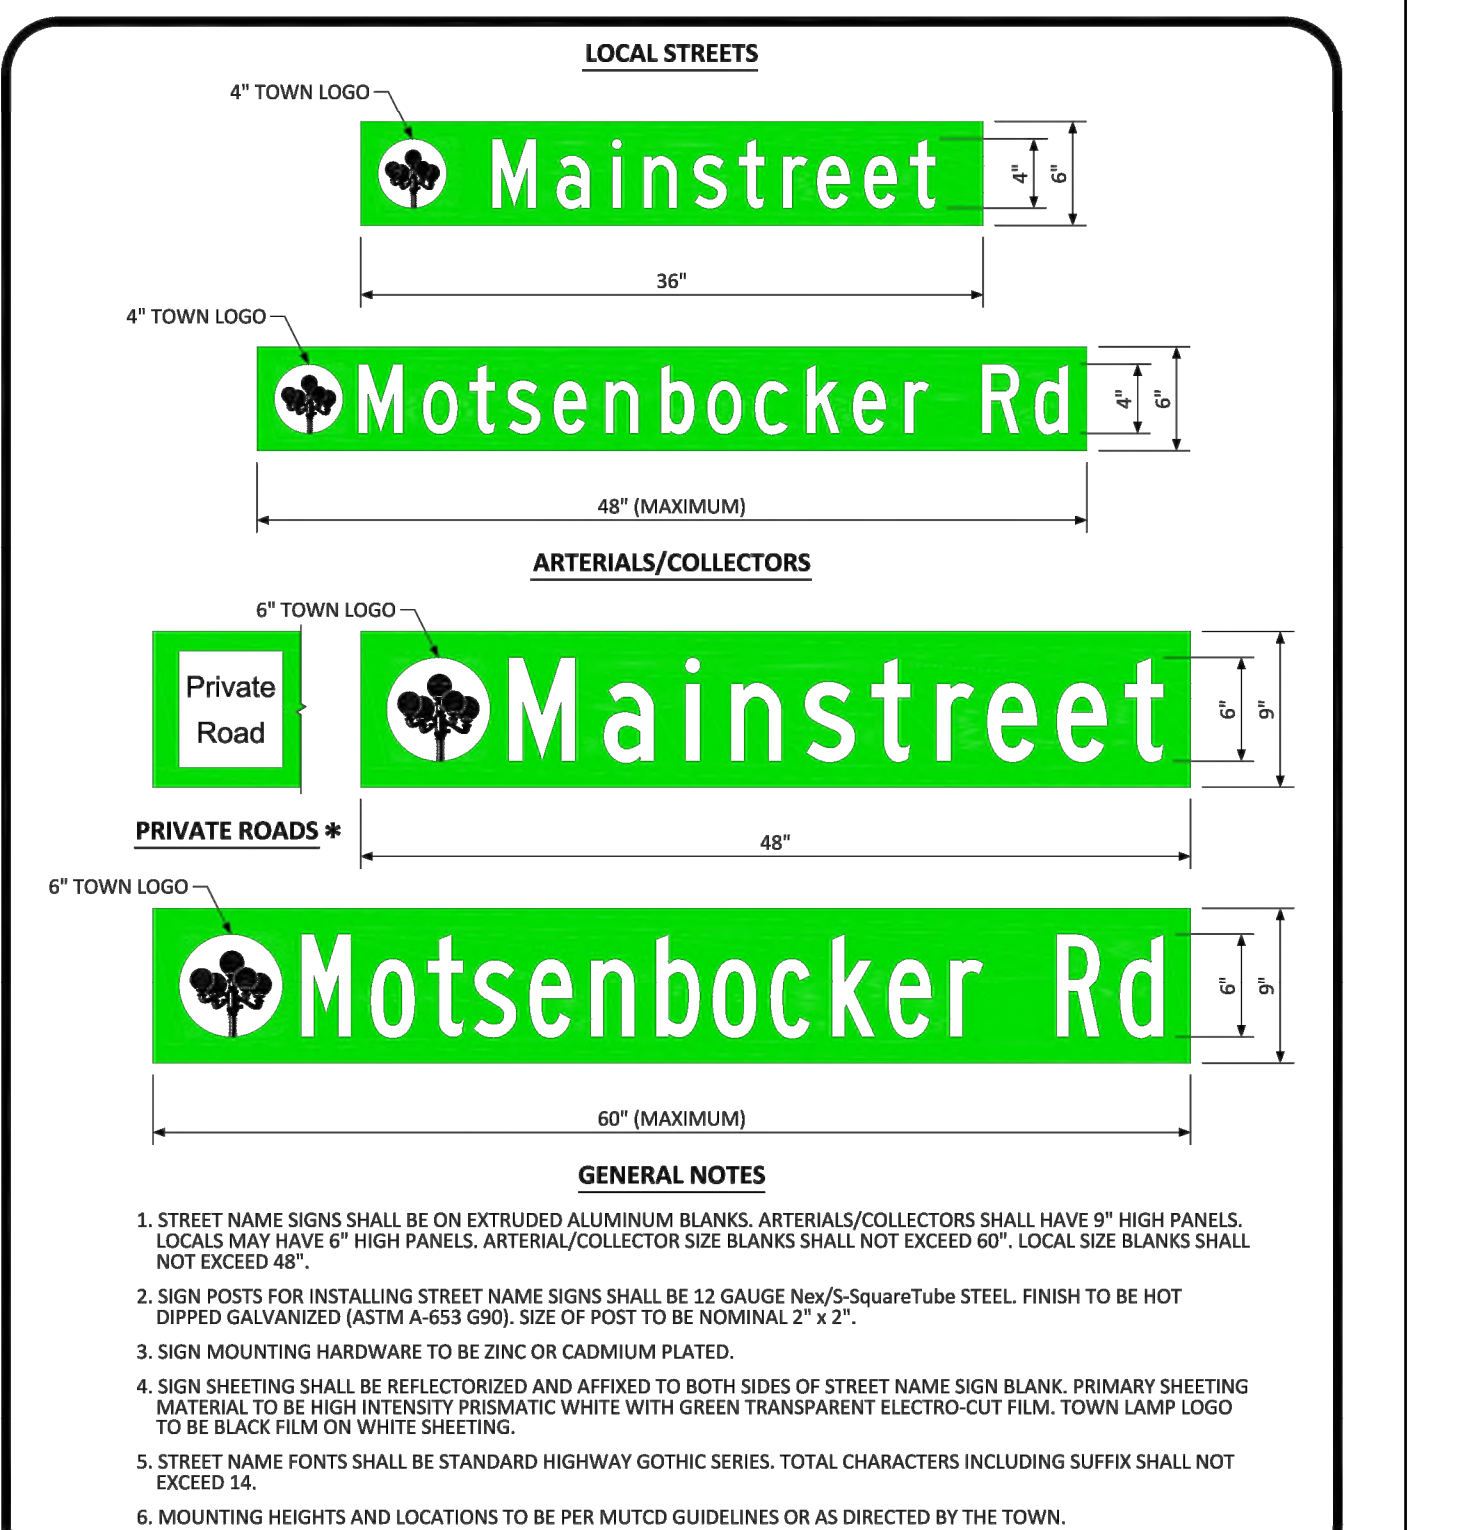 LOCAL STREETS
4" TOWN LOGO
Mainstreet
4"
6"
36"
4" TOWN LOGO
Motsenbocker Rd
4"
6"
48" (MAXIMUM)
ARTERIALS/COLLECTORS
6" TOWN LOGO
Private
Road
Mainstreet
6"
9"
PRIVATE ROADS *
48"
6" TOWN LOGO
Motsenbocker Rd
6"
9"
60" (MAXIMUM)
GENERAL NOTES
1. STREET NAME SIGNS SHALL BE ON EXTRUDED ALUMINUM BLANKS. ARTERIALS/COLLECTORS SHALL HAVE 9" HIGH PANELS.
LOCALS MAY HAVE 6" HIGH PANELS. ARTERIAL/COLLECTOR SIZE BLANKS SHALL NOT EXCEED 60". LOCAL SIZE BLANKS SHALL
NOT EXCEED 48".
2. SIGN POSTS FOR INSTALLING STREET NAME SIGNS SHALL BE 12 GAUGE Nex/S-SquareTube STEEL. FINISH TO BE HOT
DIPPED GALVANIZED (ASTM A-653 G90). SIZE OF POST TO BE NOMINAL 2" x 2".
3. SIGN MOUNTING HARDWARE TO BE ZINC OR CADMIUM PLATED.
4. SIGN SHEETING SHALL BE REFLECTORIZED AND AFFIXED TO BOTH SIDES OF STREET NAME SIGN BLANK. PRIMARY SHEETING
MATERIAL TO BE HIGH INTENSITY PRISMATIC WHITE WITH GREEN TRANSPARENT ELECTRO-CUT FILM. TOWN LAMP LOGO
TO BE BLACK FILM ON WHITE SHEETING.
5. STREET NAME FONTS SHALL BE STANDARD HIGHWAY GOTHIC SERIES. TOTAL CHARACTERS INCLUDING SUFFIX SHALL NOT
EXCEED 14.
6. MOUNTING HEIGHTS AND LOCATIONS TO BE PER MUTCD GUIDELINES OR AS DIRECTED BY THE TOWN.